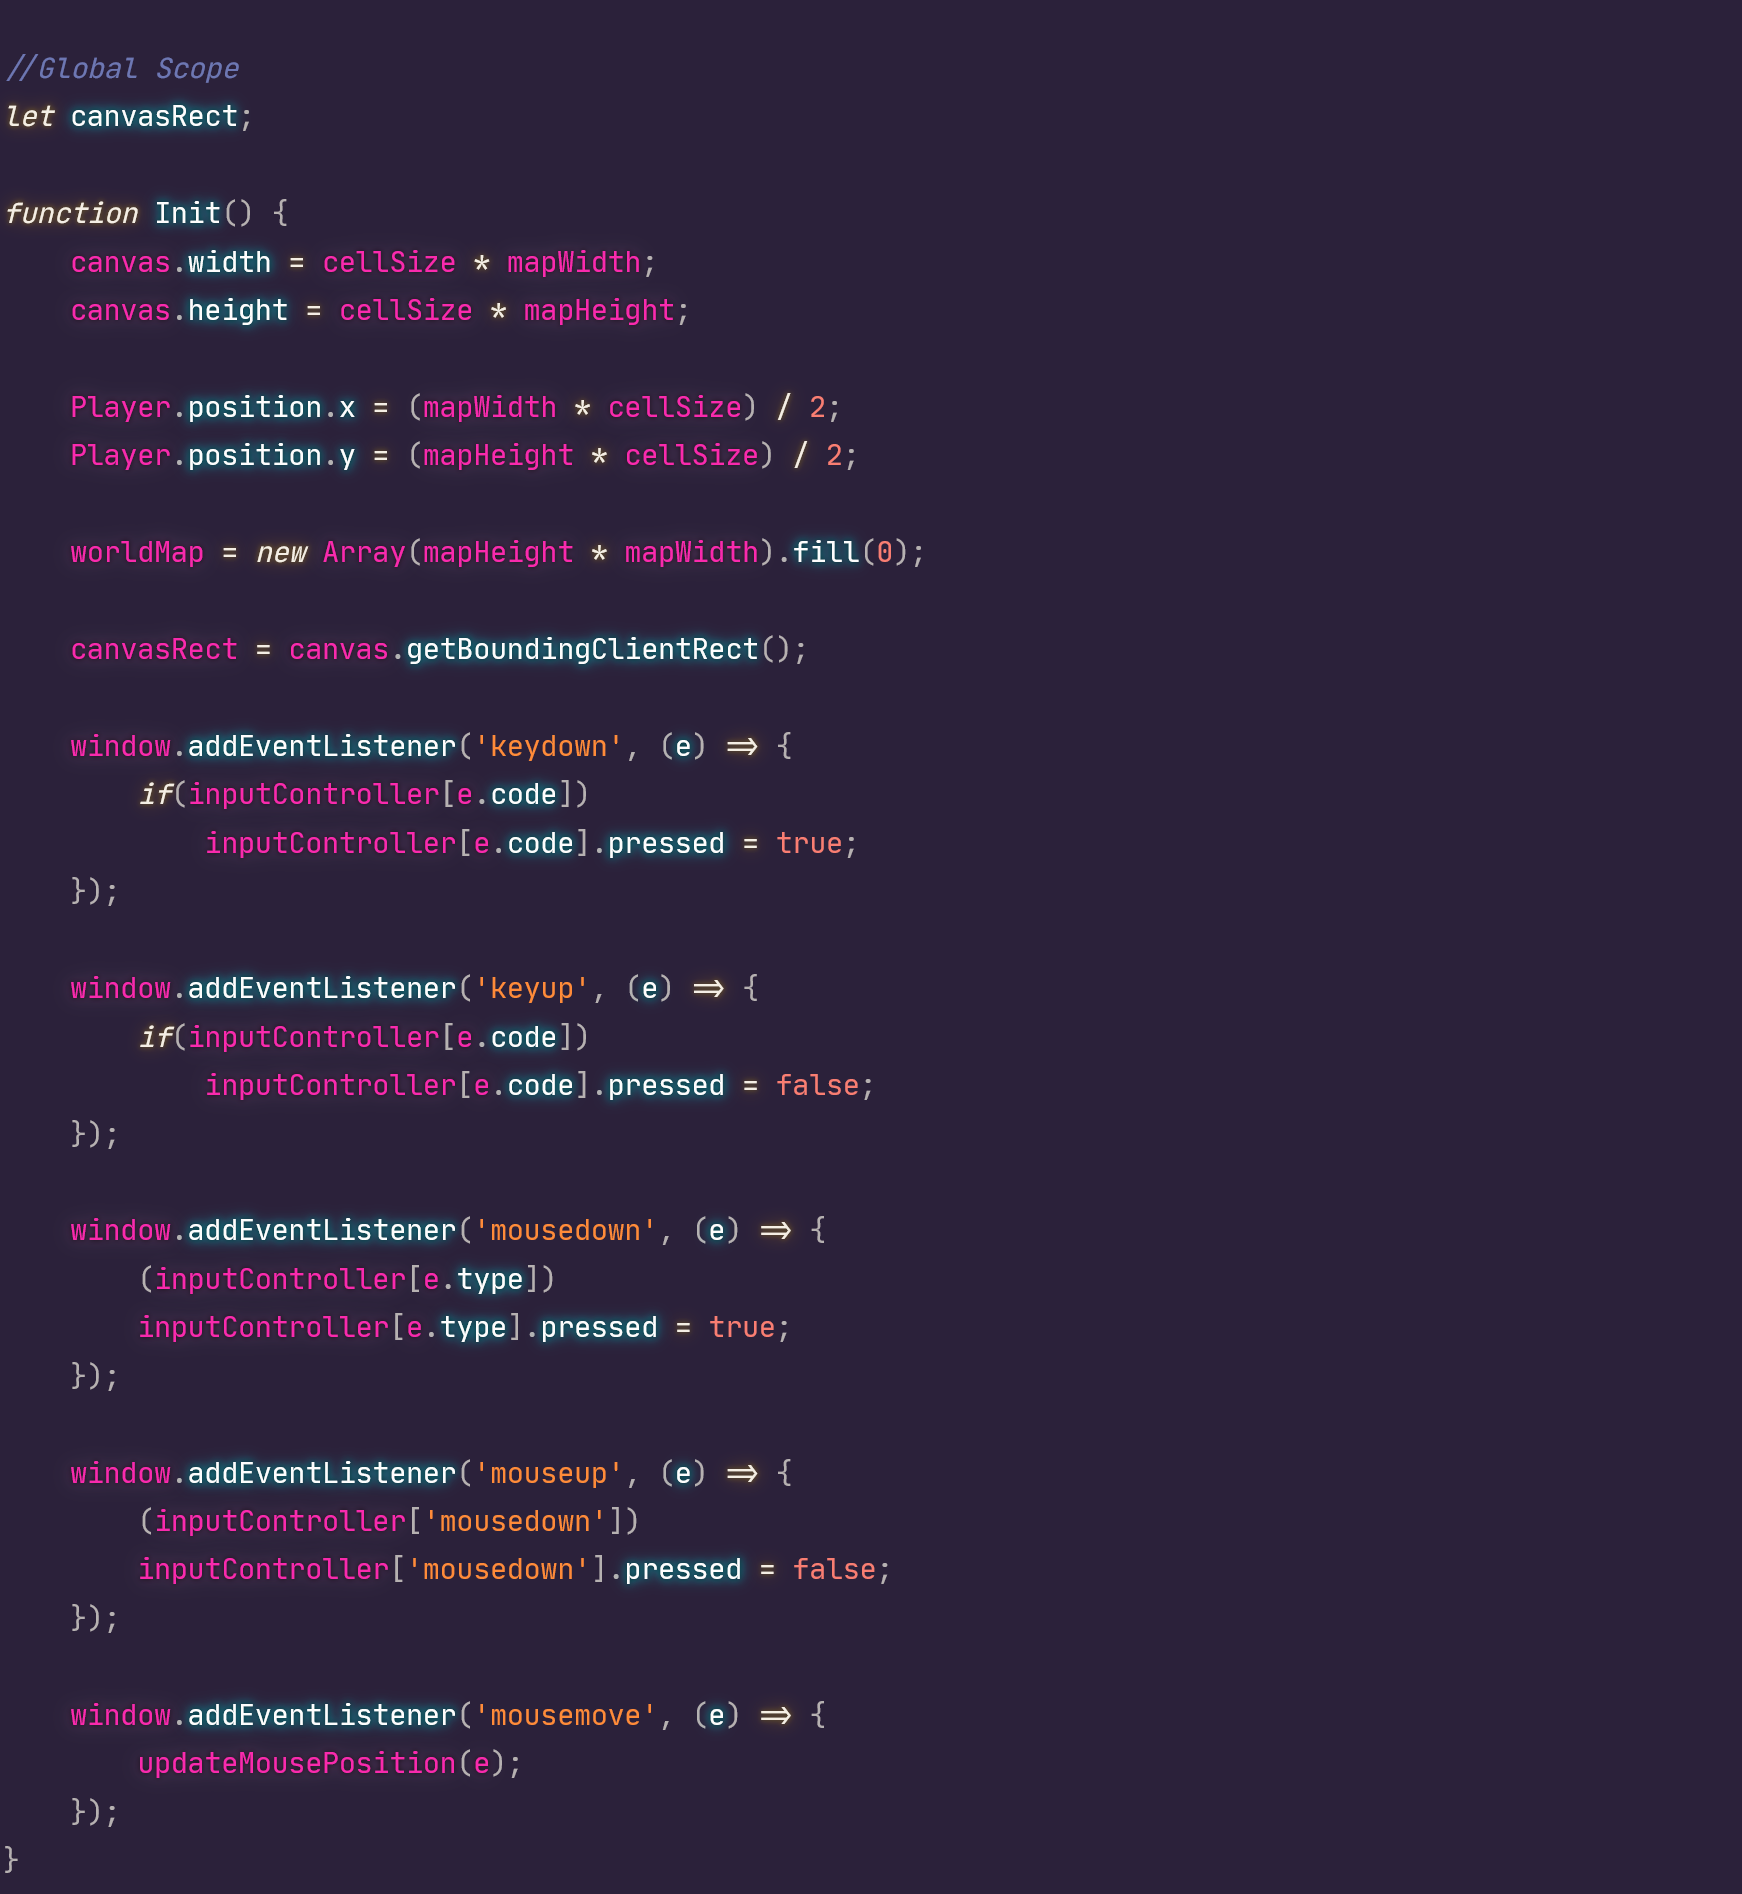 //Global Scope
let canvasRect;
function Init() {
    canvas.width = cellSize * mapWidth;
    canvas.height = cellSize * mapHeight;
    Player.position.x = (mapWidth * cellSize) / 2;
    Player.position.y = (mapHeight * cellSize) / 2;
    worldMap = new Array(mapHeight * mapWidth).fill(0);
    canvasRect = canvas.getBoundingClientRect();
    window.addEventListener('keydown', (e) => {
        if(inputController[e.code])
            inputController[e.code].pressed = true;
    });
    window.addEventListener('keyup', (e) => {
        if(inputController[e.code])
            inputController[e.code].pressed = false;
    });
    window.addEventListener('mousedown', (e) => {
        (inputController[e.type])
        inputController[e.type].pressed = true;
    });
    window.addEventListener('mouseup', (e) => {
        (inputController['mousedown'])
        inputController['mousedown'].pressed = false;
    });
    window.addEventListener('mousemove', (e) => {
        updateMousePosition(e);
    });
}